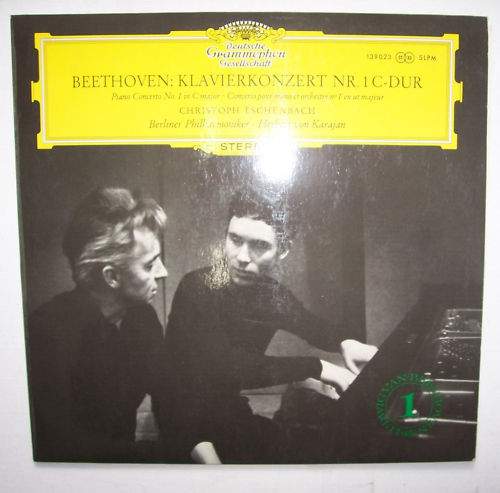 Deutsche
Grammophon
Gesellschaft
139023 SLPM
BEETHOVEN: KLAVIERKONZERT NR. 1 C-DUR
Piano Concerto No. 1 in C major · Concerto pour piano et orchestre nº 1 en ut majeur
CHRISTOPH ESCHENBACH
Berliner Philharmoniker · Herbert von Karajan
STEREO
1